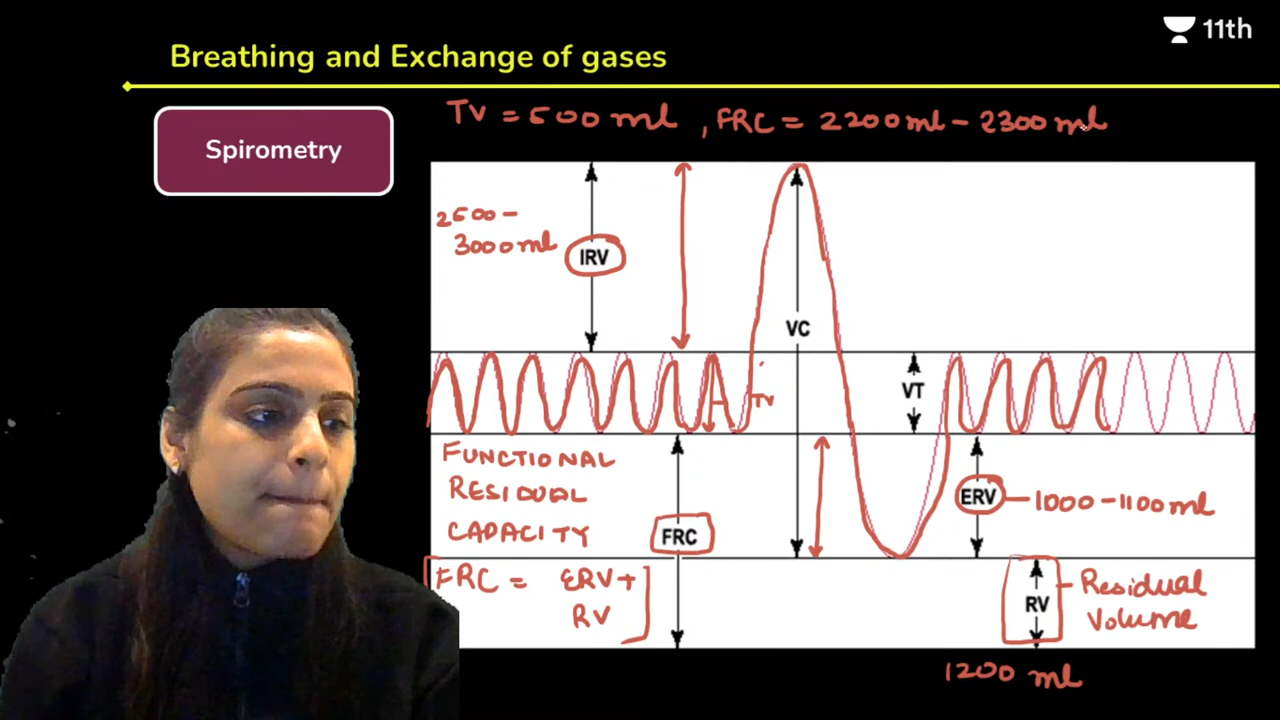 11th
Breathing and Exchange of gases
Spirometry
TV = 500 ml , FRC = 2200 ml - 2300 ml
2500 -
3000 ml
IRV
VC
VT
TV
FUNCTIONAL
RESIDUAL
CAPACITY
FRC
ERV - 1000 - 1100 ml
[FRC = ERV +
RV]
RV
- Residual
Volume
1200 ml